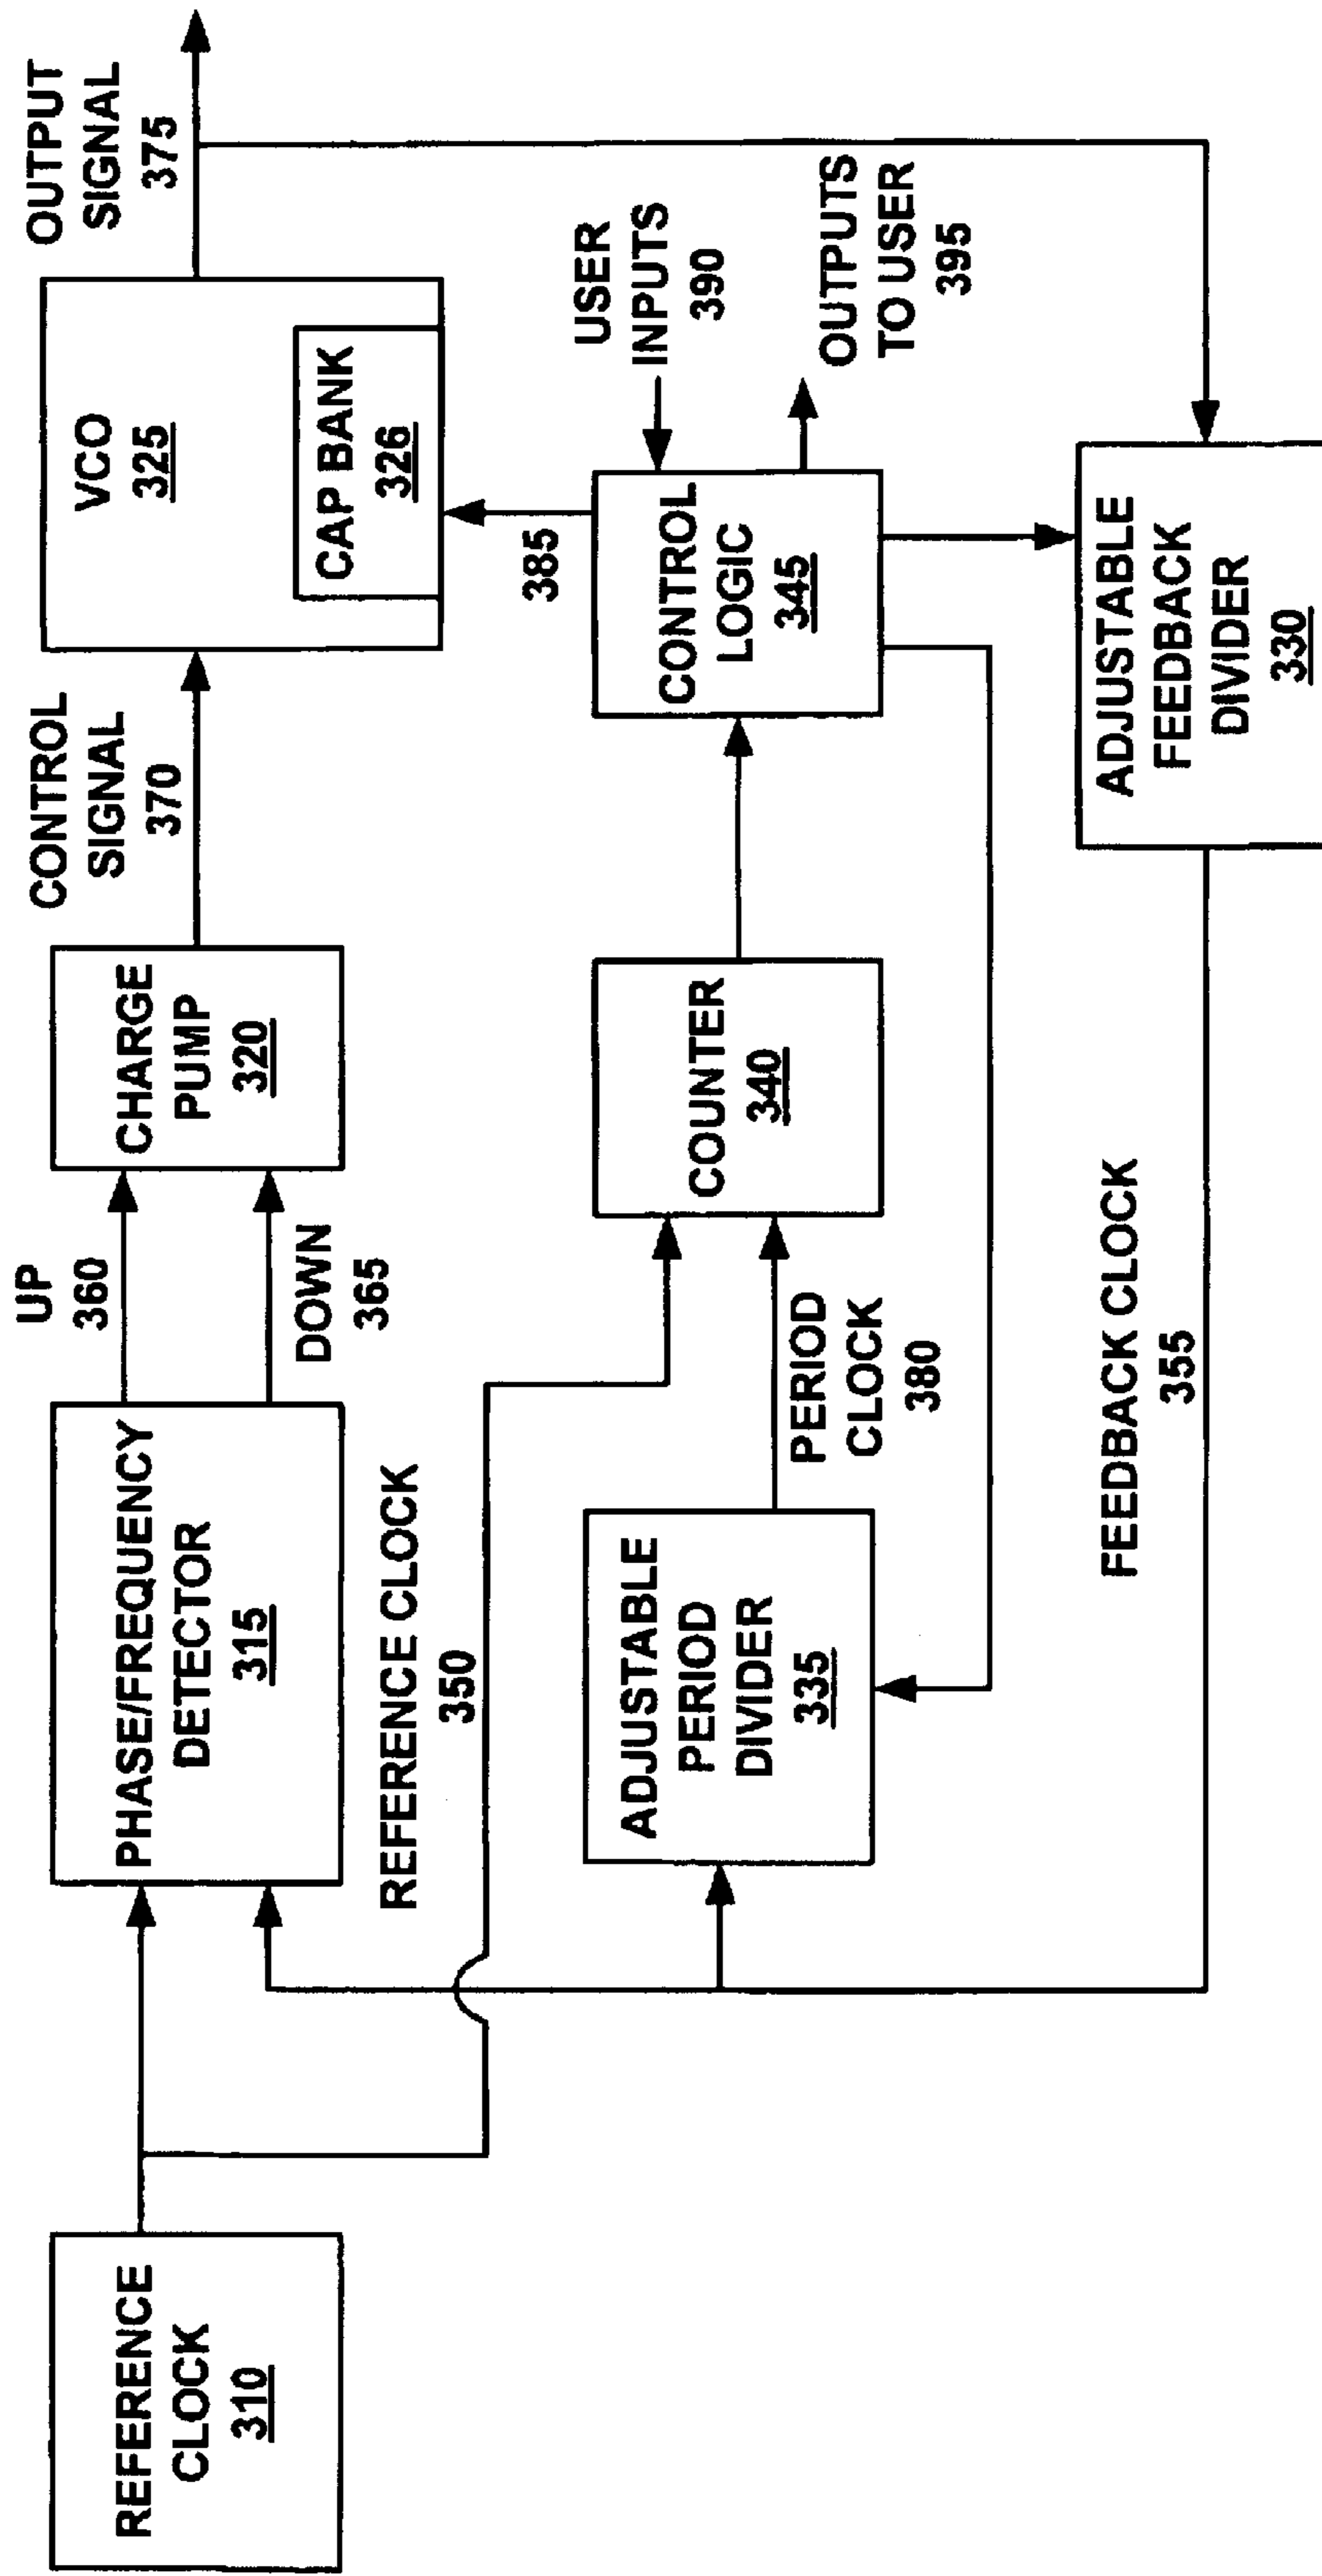 REFERENCE
CLOCK
310
PHASE/FREQUENCY
DETECTOR
315
UP
360
DOWN
365
CHARGE
PUMP
320
CONTROL
SIGNAL
370
VCO
325
CAP BANK
326
OUTPUT
SIGNAL
375
REFERENCE CLOCK
350
ADJUSTABLE
PERIOD
DIVIDER
335
PERIOD
CLOCK
380
COUNTER
340
CONTROL
LOGIC
345
385
USER
INPUTS
390
OUTPUTS
TO USER
395
FEEDBACK CLOCK
355
ADJUSTABLE
FEEDBACK
DIVIDER
330